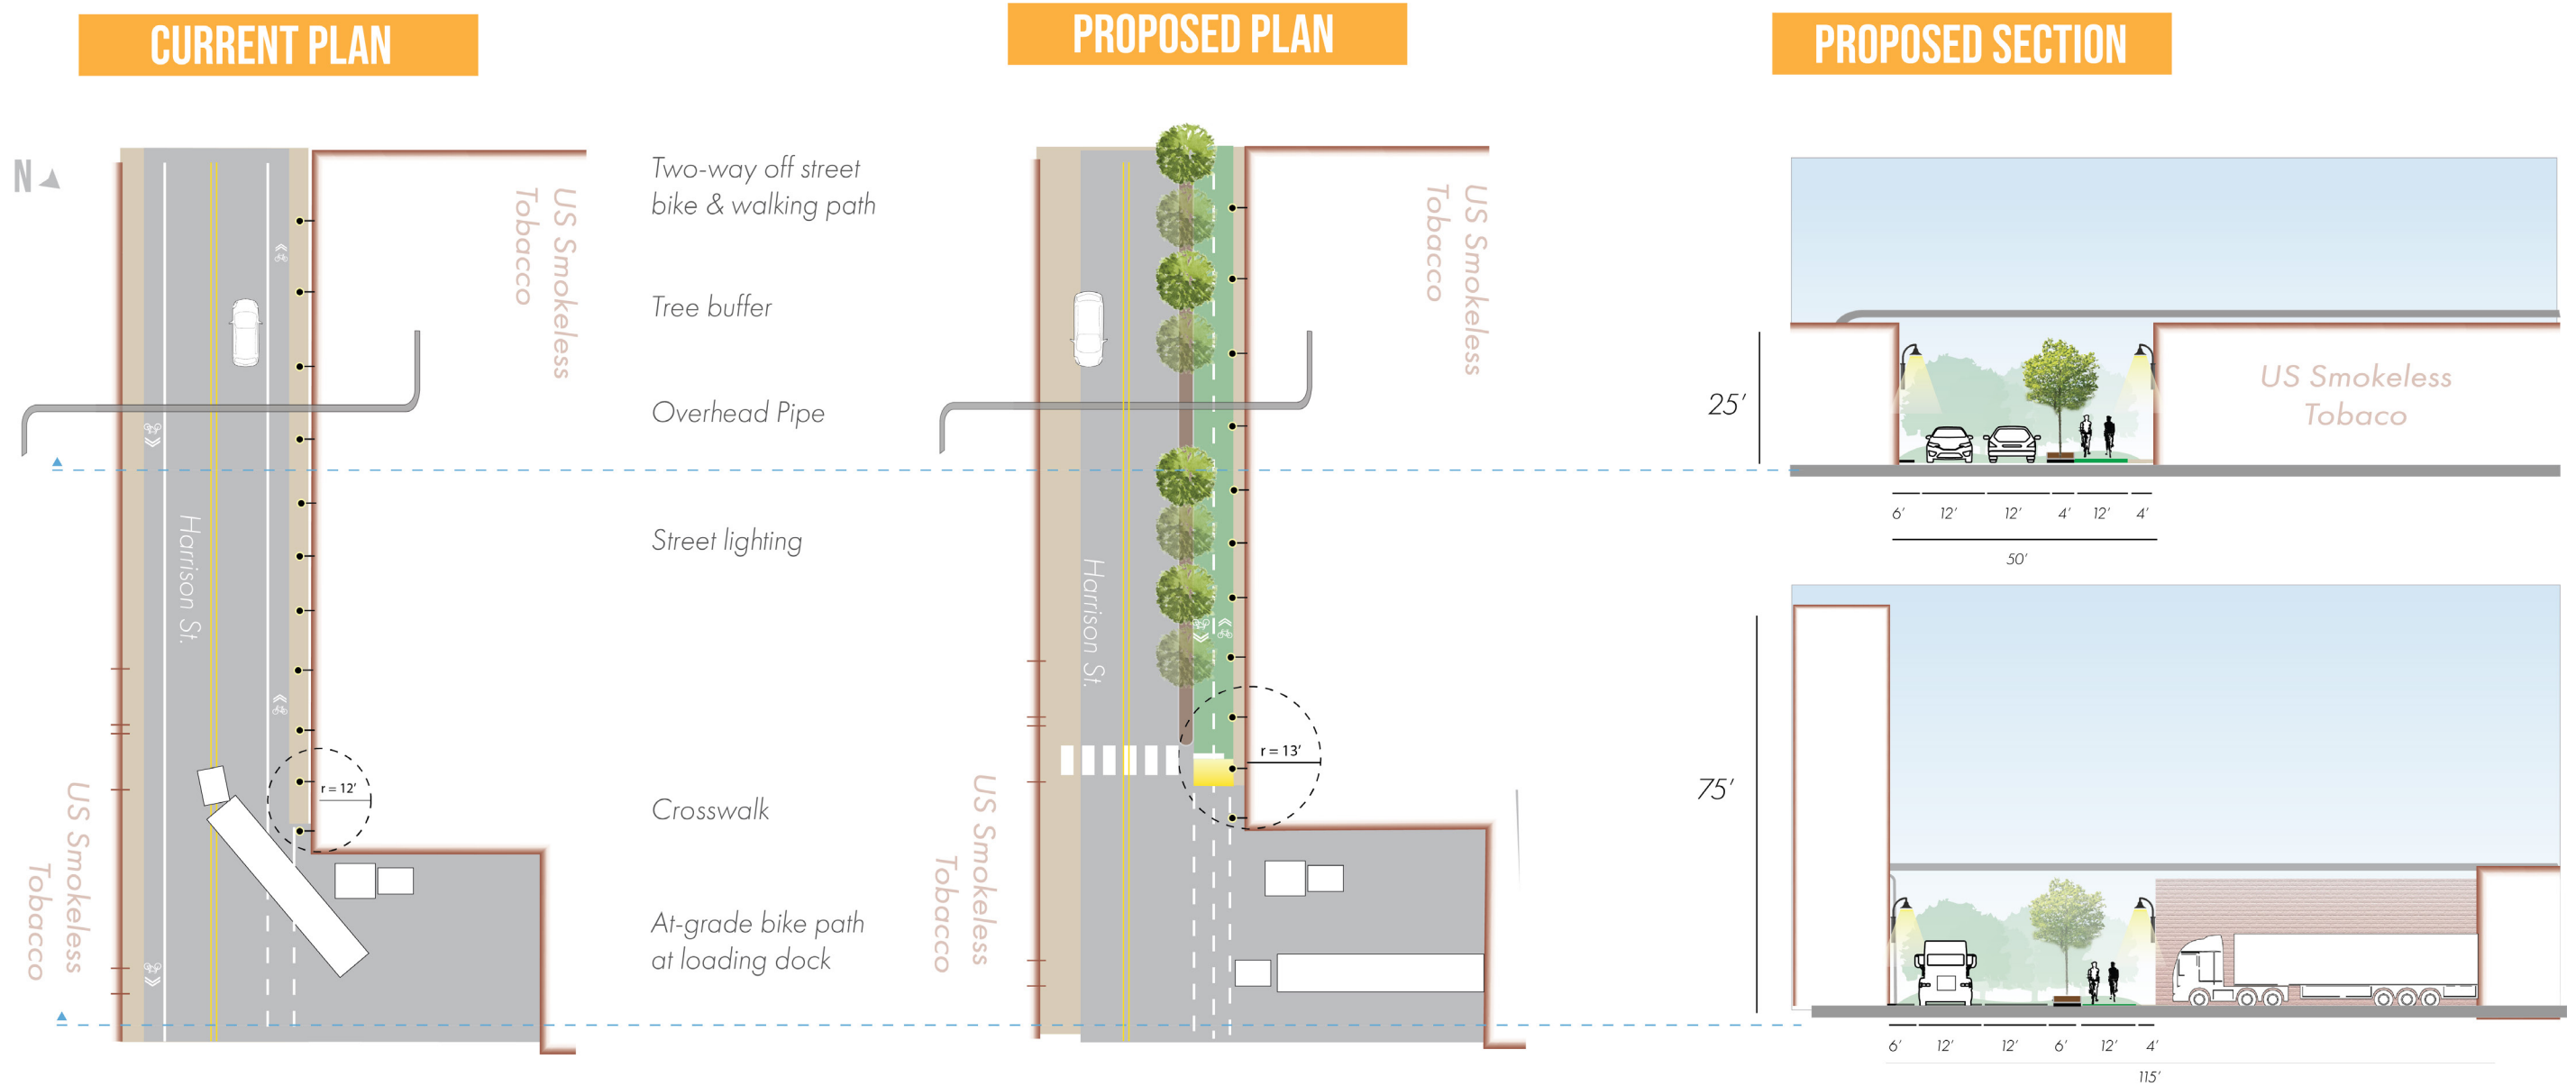 CURRENT PLAN
PROPOSED PLAN
PROPOSED SECTION
N
US Smokeless
Tobacco
Harrison St.
r = 12'
US Smokeless
Tobacco
Two-way off street
bike & walking path
Tree buffer
Overhead Pipe
Street lighting
Crosswalk
At-grade bike path
at loading dock
US Smokeless
Tobacco
Harrison St.
r = 13'
US Smokeless
Tobacco
25'
US Smokeless
Tobaco
6' 12' 12' 4' 12' 4'
50'
75'
6' 12' 12' 6' 12' 4'
115'